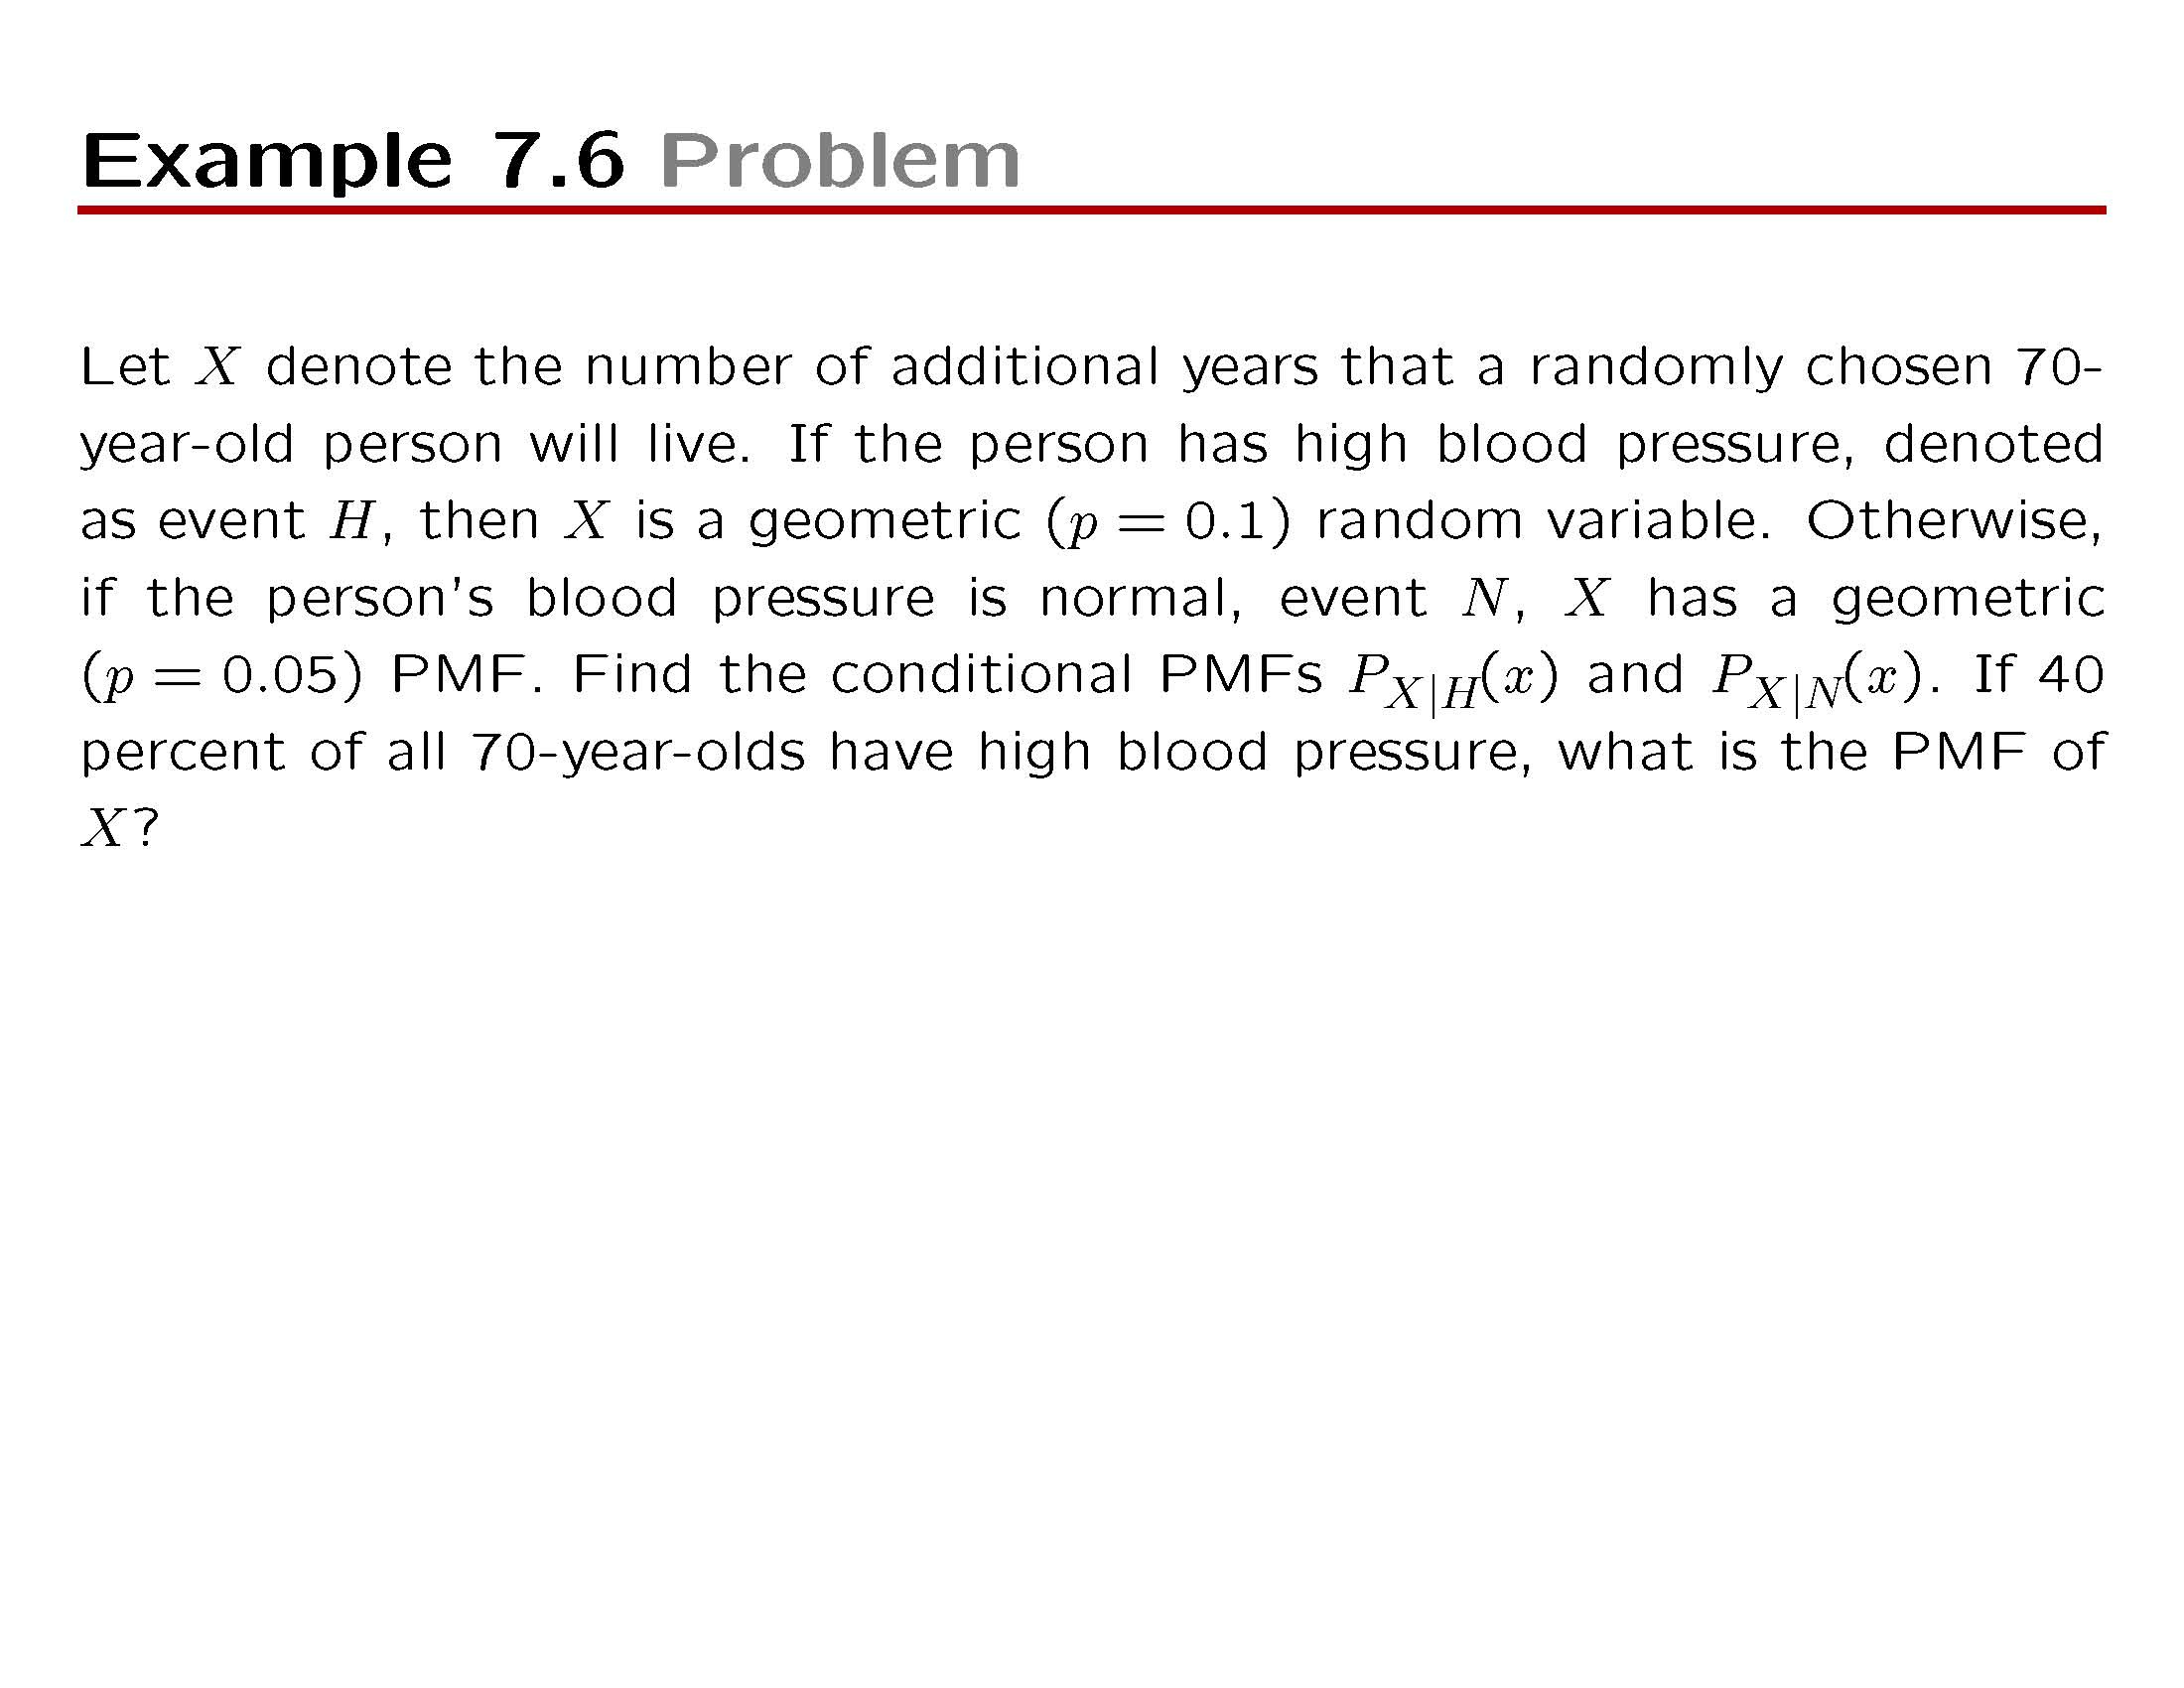 Example 7.6 Problem
Let X denote the number of additional years that a randomly chosen 70-
year-old person will live. If the person has high blood pressure, denoted
as event H, then X is a geometric (p = 0.1) random variable. Otherwise,
if the person's blood pressure is normal, event N, X has a geometric
(p = 0.05) PMF. Find the conditional PMFs P_{X|H}(x) and P_{X|N}(x). If 40
percent of all 70-year-olds have high blood pressure, what is the PMF of
X?